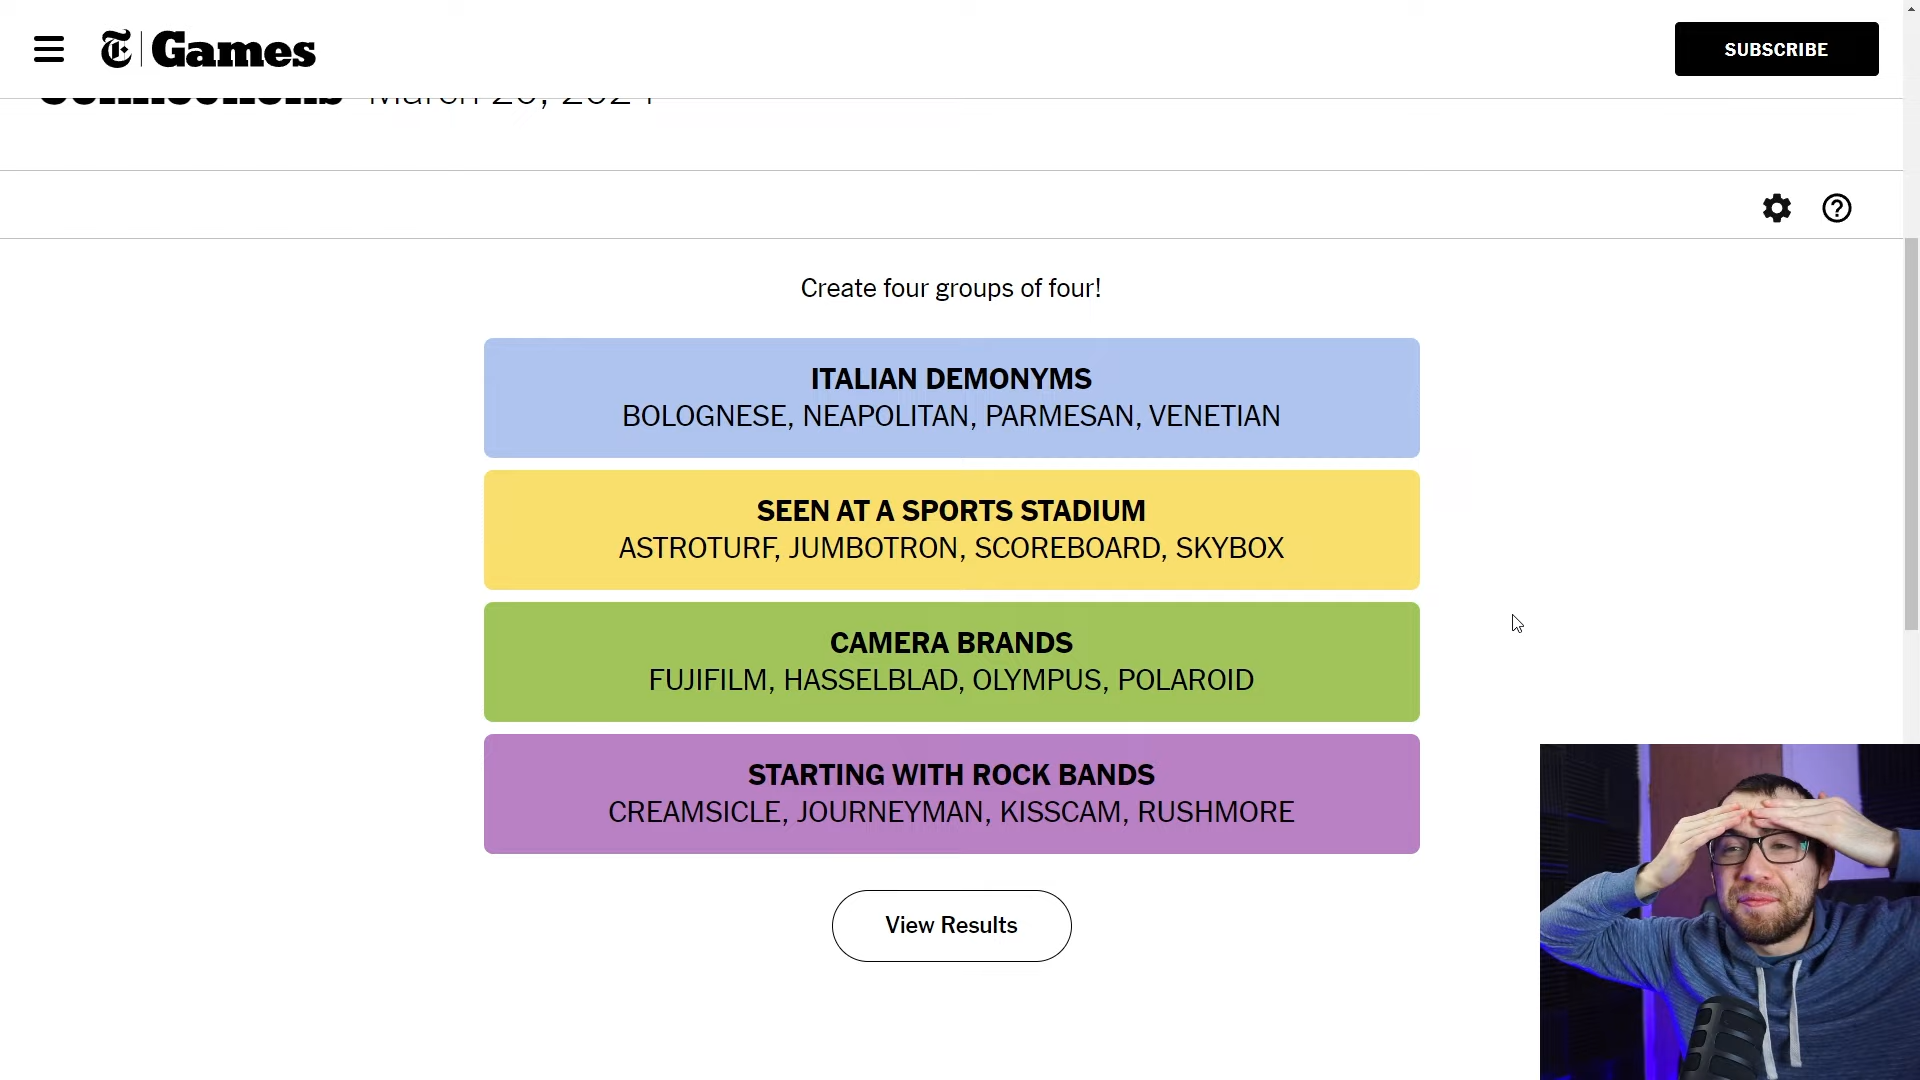 Games
SUBSCRIBE
Connections March 20, 2024
Create four groups of four!
ITALIAN DEMONYMS
BOLOGNESE, NEAPOLITAN, PARMESAN, VENETIAN
SEEN AT A SPORTS STADIUM
ASTROTURF, JUMBOTRON, SCOREBOARD, SKYBOX
CAMERA BRANDS
FUJIFILM, HASSELBLAD, OLYMPUS, POLAROID
STARTING WITH ROCK BANDS
CREAMSICLE, JOURNEYMAN, KISSCAM, RUSHMORE
View Results